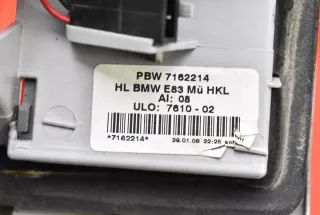 PBW 7162214
HL BMW E83 Mü HKL
AI: 08
ULO: 7610 - 02
*7162214*
29.01.08 22:25